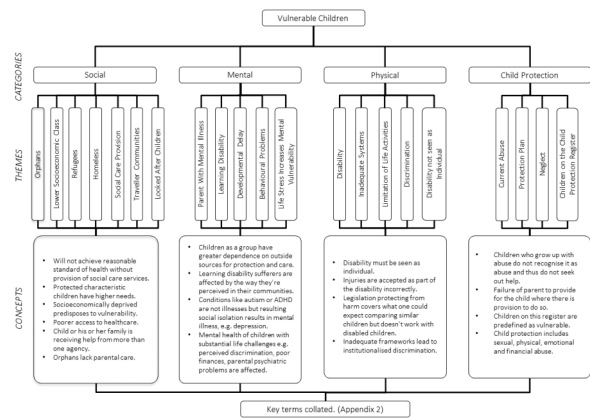 Vulnerable Children
CATEGORIES
Social
Mental
Physical
Child Protection
THEMES
Orphans
Lower Socioeconomic Class
Refugees
Homeless
Social Care Provision
Traveller Communities
Looked After Children
Parent With Mental Illness
Learning Disability
Developmental Delay
Behavioural Problems
Life Stress Increases Mental
Vulnerability
Disability
Inadequate Systems
Limitation of Life Activities
Discrimination
Disability not seen as
Individual
Current Abuse
Protection Plan
Neglect
Children on the Child
Protection Register
CONCEPTS
• Will not achieve reasonable
standard of health without
provision of social care services.
• Protected characteristic
children have higher needs.
• Socioeconomically deprived
predisposes to vulnerability.
• Poorer access to healthcare.
• Child or his or her family is
receiving help from more than
one agency.
• Orphans lack parental care.
• Children as a group have
greater dependence on outside
sources for protection and care.
• Learning disability sufferers are
affected by the way they're
perceived in their communities.
• Conditions like autism or ADHD
are not illnesses but resulting
social isolation results in mental
illness, e.g. depression.
• Mental health of children with
substantial life challenges e.g.
perceived discrimination, poor
finances, parental psychiatric
problems are affected.
• Disability must be seen as
individual.
• Injuries are accepted as part of
the disability incorrectly.
• Legislation protecting from
harm covers what one could
expect comparing similar
children but doesn't work with
disabled children.
• Inadequate frameworks lead to
institutionalised discrimination.
• Children who grow up with
abuse do not recognise it as
abuse and thus do not seek
out help.
• Failure of parent to provide
for the child where there is
provision to do so.
• Children on this register are
predefined as vulnerable.
• Child protection includes
sexual, physical, emotional
and financial abuse.
Key terms collated. (Appendix 2)